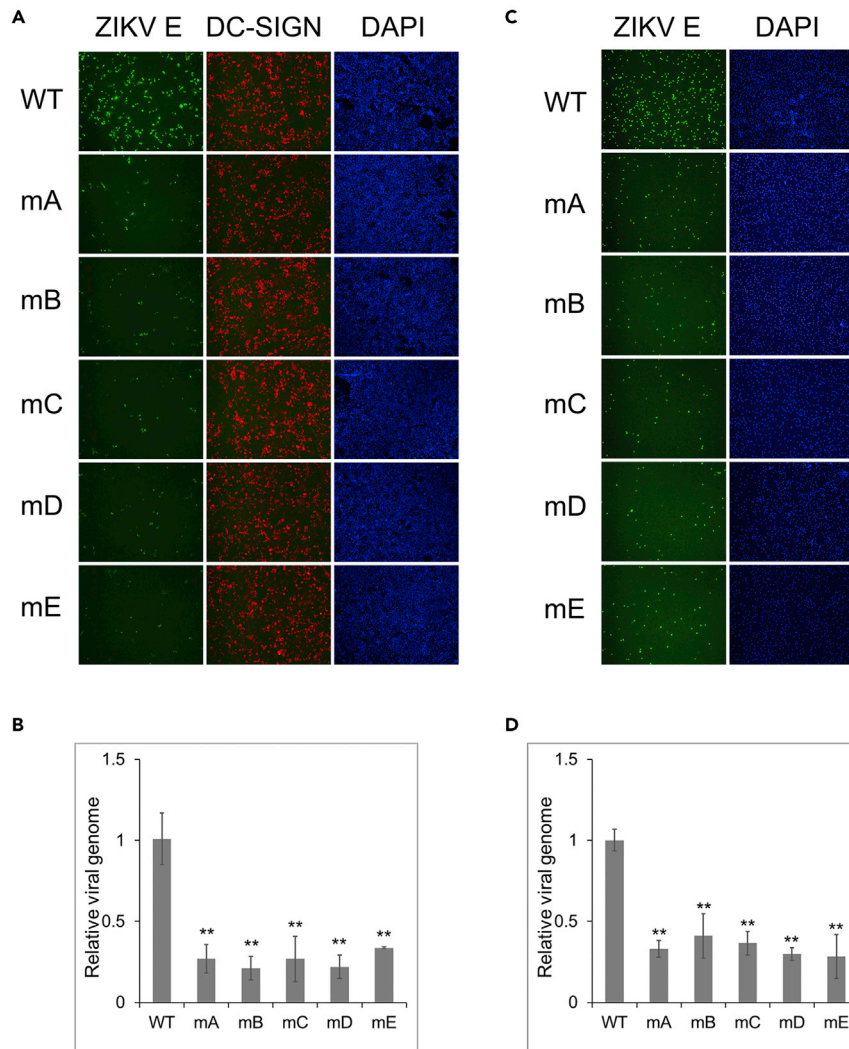 A
ZIKV E DC-SIGN DAPI
WT
mA
mB
mC
mD
mE
C
ZIKV E DAPI
WT
mA
mB
mC
mD
mE
B
Relative viral genome
1.5
1
0.5
0
** ** ** ** **
WT mA mB mC mD mE
D
Relative viral genome
1.5
1
0.5
0
** ** ** ** **
WT mA mB mC mD mE